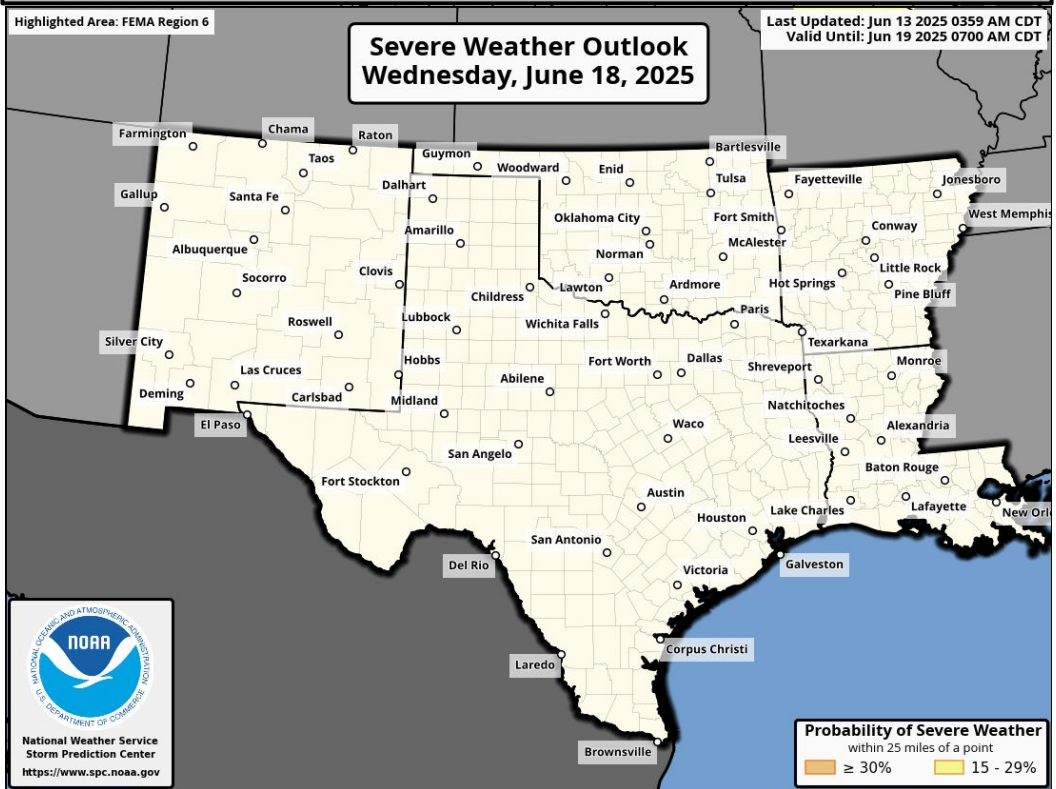 Highlighted Area: FEMA Region 6
Last Updated: Jun 13 2025 0359 AM CDT
Valid Until: Jun 19 2025 0700 AM CDT
Severe Weather Outlook
Wednesday, June 18, 2025
Farmington
Chama
Raton
Taos
Guymon
Woodward
Enid
Bartlesville
Tulsa
Fayetteville
Jonesboro
Gallup
Santa Fe
Dalhart
Oklahoma City
Fort Smith
West Memphis
Albuquerque
Amarillo
Norman
McAlester
Conway
Socorro
Clovis
Childress
Lawton
Ardmore
Hot Springs
Little Rock
Pine Bluff
Roswell
Lubbock
Wichita Falls
Paris
Texarkana
Silver City
Las Cruces
Hobbs
Fort Worth
Dallas
Shreveport
Monroe
Deming
Carlsbad
Midland
Abilene
Natchitoches
El Paso
San Angelo
Waco
Leesville
Alexandria
Fort Stockton
Austin
Baton Rouge
Houston
Lake Charles
Lafayette
New Orl
San Antonio
Del Rio
Victoria
Galveston
Laredo
Corpus Christi
Brownsville
NATIONAL OCEANIC AND ATMOSPHERIC ADMINISTRATION
NOAA
U.S. DEPARTMENT OF COMMERCE
National Weather Service
Storm Prediction Center
https://www.spc.noaa.gov
Probability of Severe Weather
within 25 miles of a point
≥ 30%
15 - 29%